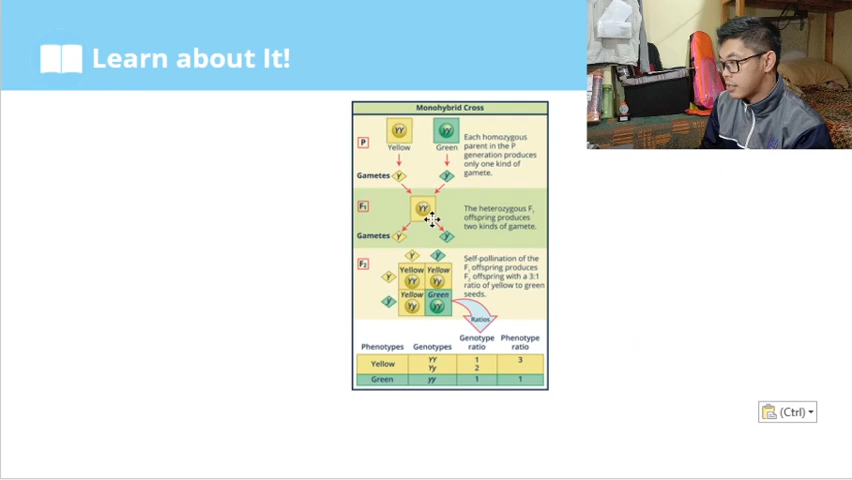 Learn about It!
Monohybrid Cross
P
YY
yy
Yellow
Green
Each homozygous
parent in the P
generation produces
only one kind of
gamete.
Gametes
Y
y
F₁
Yy
The heterozygous F₁
offspring produces
two kinds of gamete.
Gametes
Y
y
F₂
Y
y
Y
Yellow
Yellow
YY
Yy
y
Yellow
Green
Yy
yy
Self-pollination of the
F₁ offspring produces
F₂ offspring with a 3:1
ratio of yellow to green
seeds.
Ratios
Phenotypes
Genotypes
Genotype
ratio
Phenotype
ratio
Yellow
YY
1
3
Yy
2
Green
yy
1
1
(Ctrl)